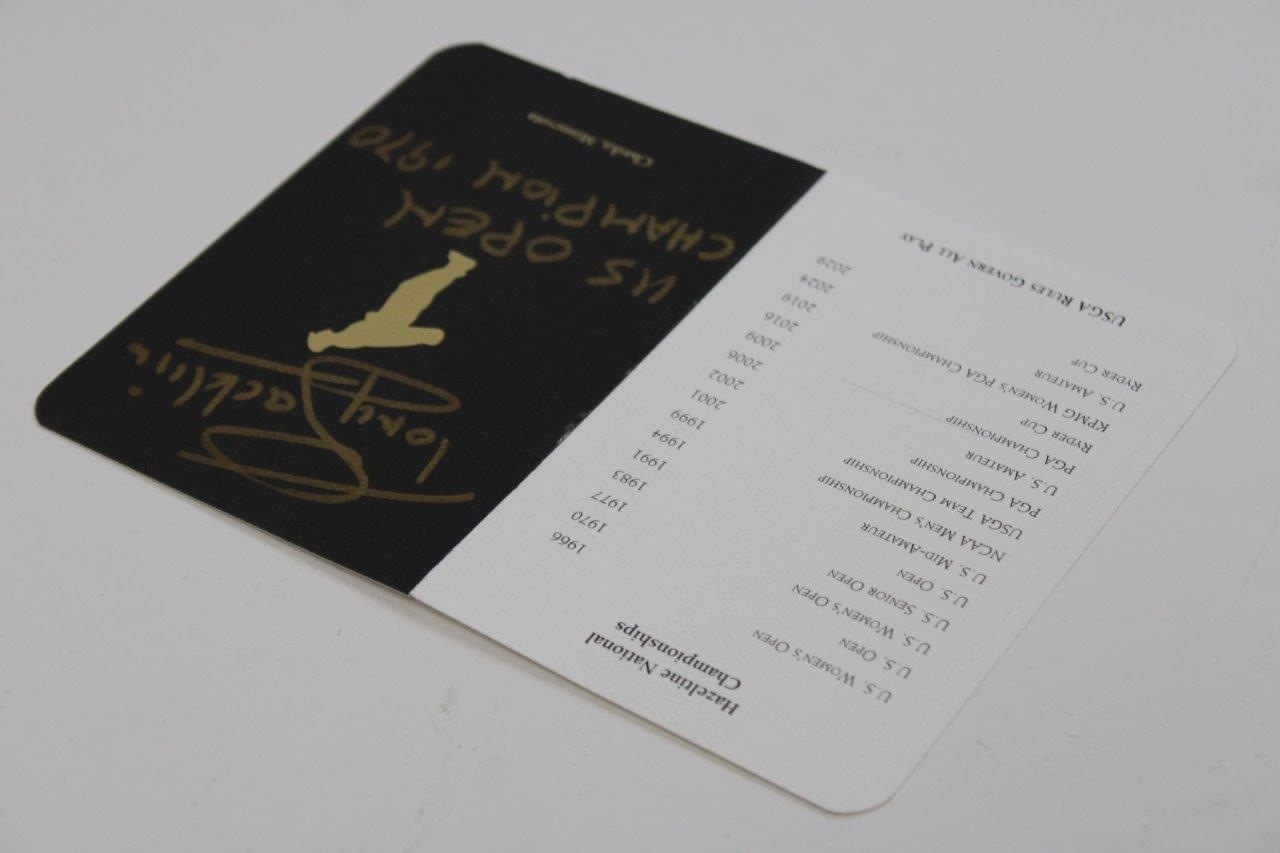 Hazeltine National
Championships
1966 U.S. Women's Open
1970 U.S. Open
1977 U.S. Women's Open
1983 U.S. Senior Open
1991 U.S. Open
1994 U.S. Mid-Amateur
1999 NCAA Men's Championship
2001 USGA Team Championship
2002 PGA Championship
2006 U.S. Amateur
2009 PGA Championship
2016 Ryder Cup
2019 KPMG Women's PGA Championship
2024 U.S. Amateur
2029 Ryder Cup
USGA Rules Govern All Play
Tony Jacklin
US OPEN
CHAMPION 1970
Chaska, Minnesota